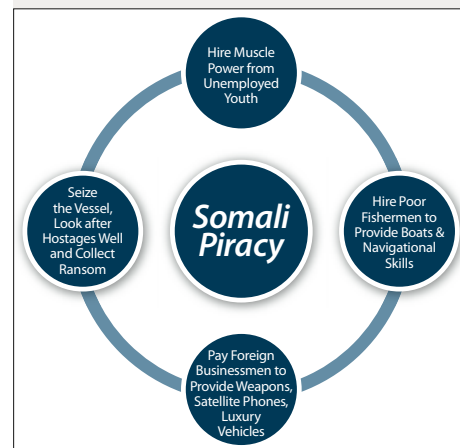 Hire Muscle
Power from
Unemployed
Youth
Seize
the Vessel,
Look after
Hostages Well
and Collect
Ransom
Somali
Piracy
Hire Poor
Fishermen to
Provide Boats &
Navigational
Skills
Pay Foreign
Businessmen to
Provide Weapons,
Satellite Phones,
Luxury
Vehicles